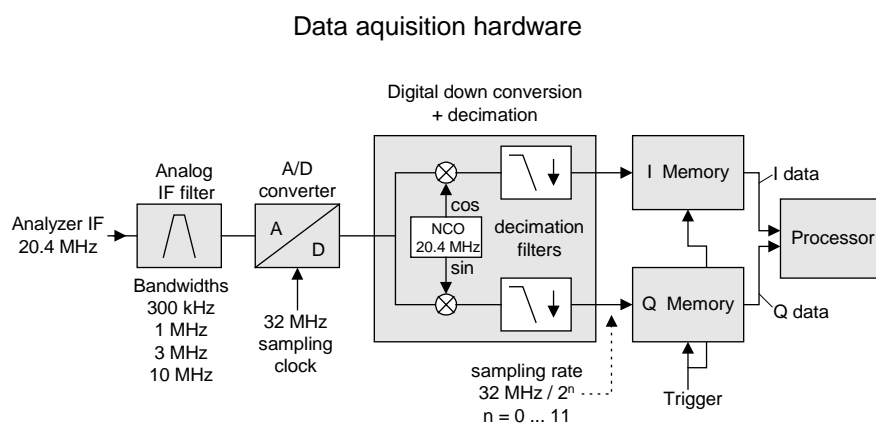 Data aquisition hardware
Digital down conversion
+ decimation
Analog
IF filter
A/D
converter
Analyzer IF
20.4 MHz
A
D
cos
NCO
20.4 MHz
sin
decimation
filters
I Memory
I data
Processor
Q Memory
Q data
Bandwidths
300 kHz
1 MHz
3 MHz
10 MHz
32 MHz
sampling
clock
sampling rate
32 MHz / 2ⁿ
n = 0 ... 11
Trigger